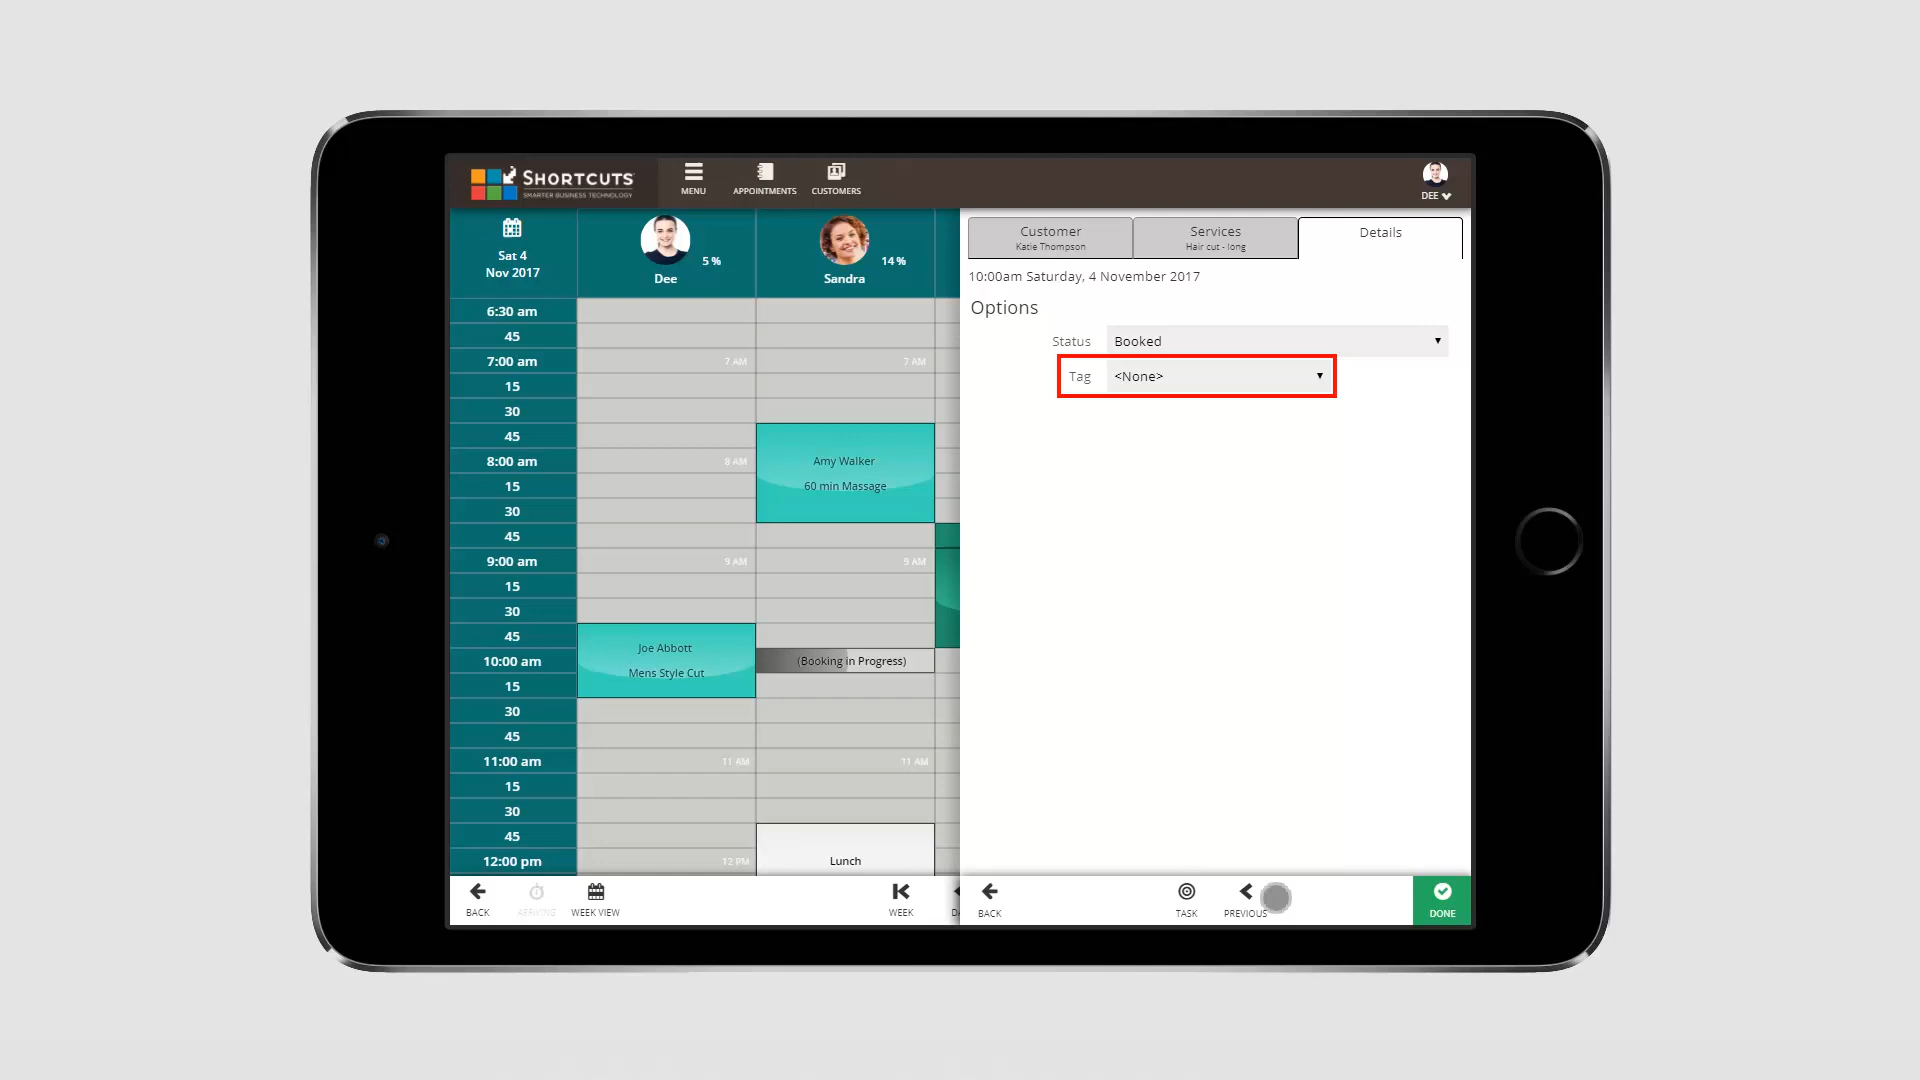 SHORTCUTS
SMARTER BUSINESS TECHNOLOGY
MENU
APPOINTMENTS
CUSTOMERS
DEE
Sat 4
Nov 2017
5 %
Dee
14 %
Sandra
6:30 am
45
7:00 am
7 AM
7 AM
15
30
45
8:00 am
8 AM
Amy Walker
15
60 min Massage
30
45
9:00 am
9 AM
9 AM
15
30
45
Joe Abbott
10:00 am
(Booking in Progress)
Mens Style Cut
15
30
45
11:00 am
11 AM
11 AM
15
30
45
12:00 pm
12 PM
Lunch
BACK
ARRIVING
WEEK VIEW
WEEK
Customer
Katie Thompson
Services
Hair cut - long
Details
10:00am Saturday, 4 November 2017
Options
Status
Booked
Tag
<None>
BACK
TASK
PREVIOUS
DONE